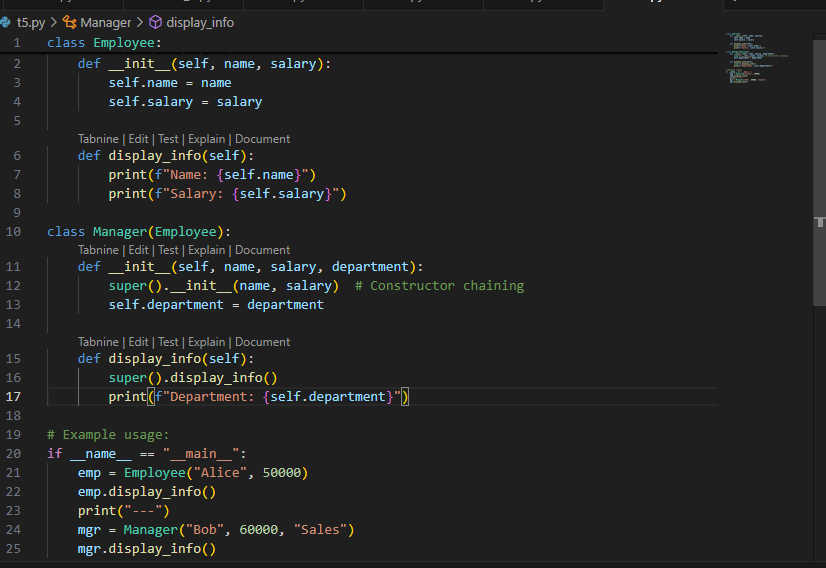 t5.py > Manager > display_info
1 class Employee:
2     def __init__(self, name, salary):
3         self.name = name
4         self.salary = salary
5
Tabnine | Edit | Test | Explain | Document
6     def display_info(self):
7         print(f"Name: {self.name}")
8         print(f"Salary: {self.salary}")
9
10 class Manager(Employee):
Tabnine | Edit | Test | Explain | Document
11     def __init__(self, name, salary, department):
12         super().__init__(name, salary)  # Constructor chaining
13         self.department = department
14
Tabnine | Edit | Test | Explain | Document
15     def display_info(self):
16         super().display_info()
17         print(f"Department: {self.department}")
18
19 # Example usage:
20 if __name__ == "__main__":
21     emp = Employee("Alice", 50000)
22     emp.display_info()
23     print("---")
24     mgr = Manager("Bob", 60000, "Sales")
25     mgr.display_info()